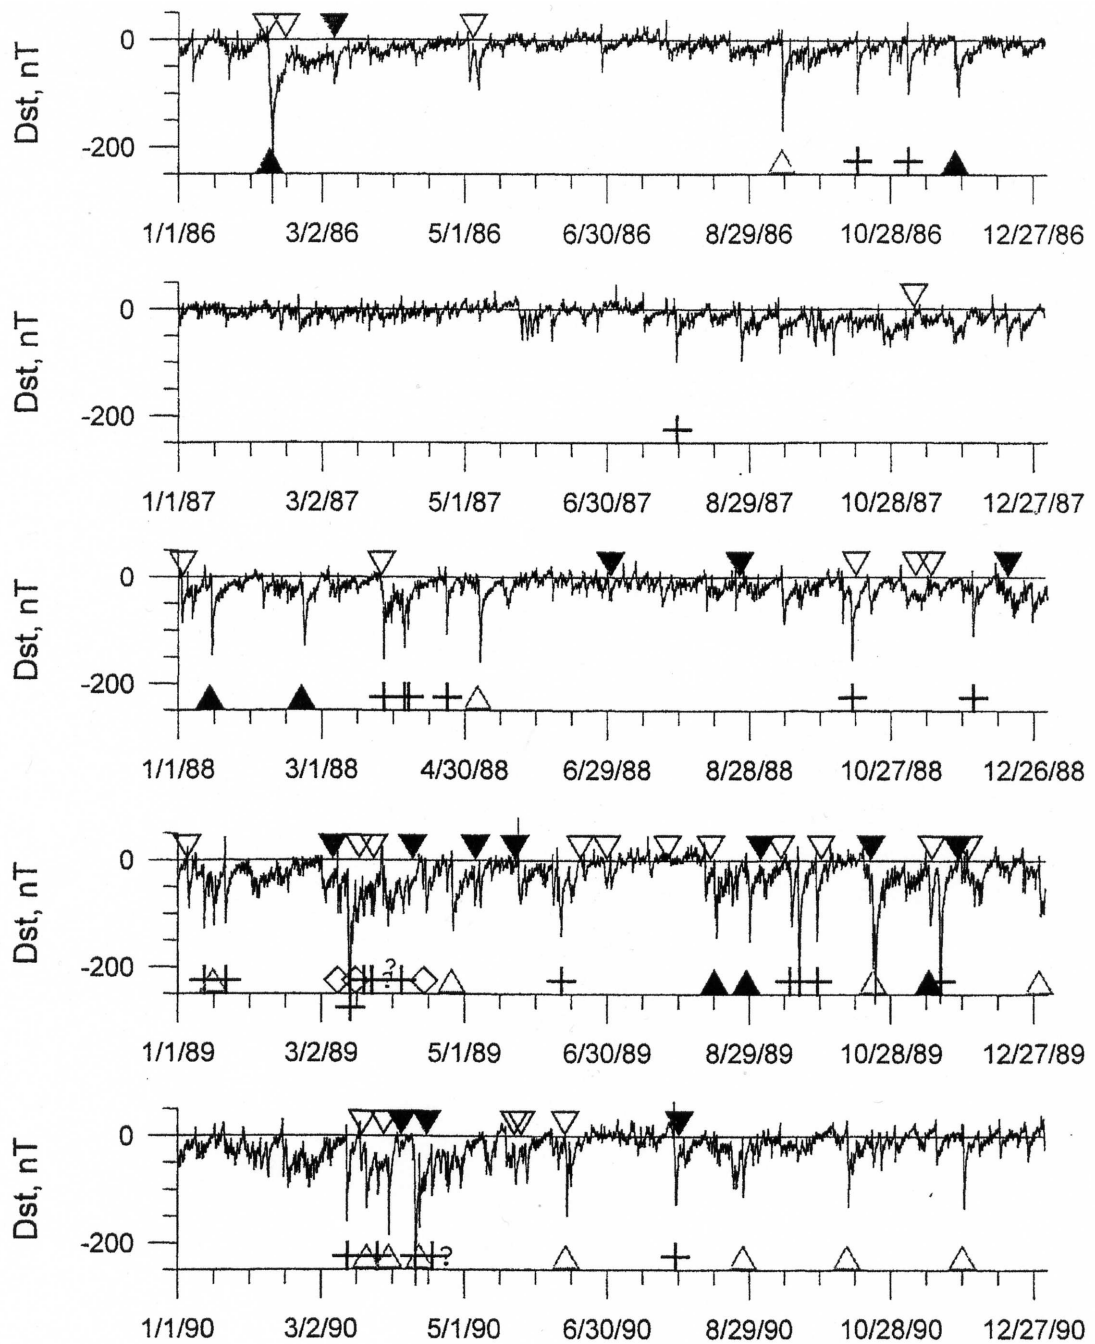 Dst, nT
0
-200
1/1/86 3/2/86 5/1/86 6/30/86 8/29/86 10/28/86 12/27/86
Dst, nT
0
-200
1/1/87 3/2/87 5/1/87 6/30/87 8/29/87 10/28/87 12/27/87
Dst, nT
0
-200
1/1/88 3/1/88 4/30/88 6/29/88 8/28/88 10/27/88 12/26/88
Dst, nT
0
?
-200
1/1/89 3/2/89 5/1/89 6/30/89 8/29/89 10/28/89 12/27/89
Dst, nT
0
-200
?
1/1/90 3/2/90 5/1/90 6/30/90 8/29/90 10/28/90 12/27/90